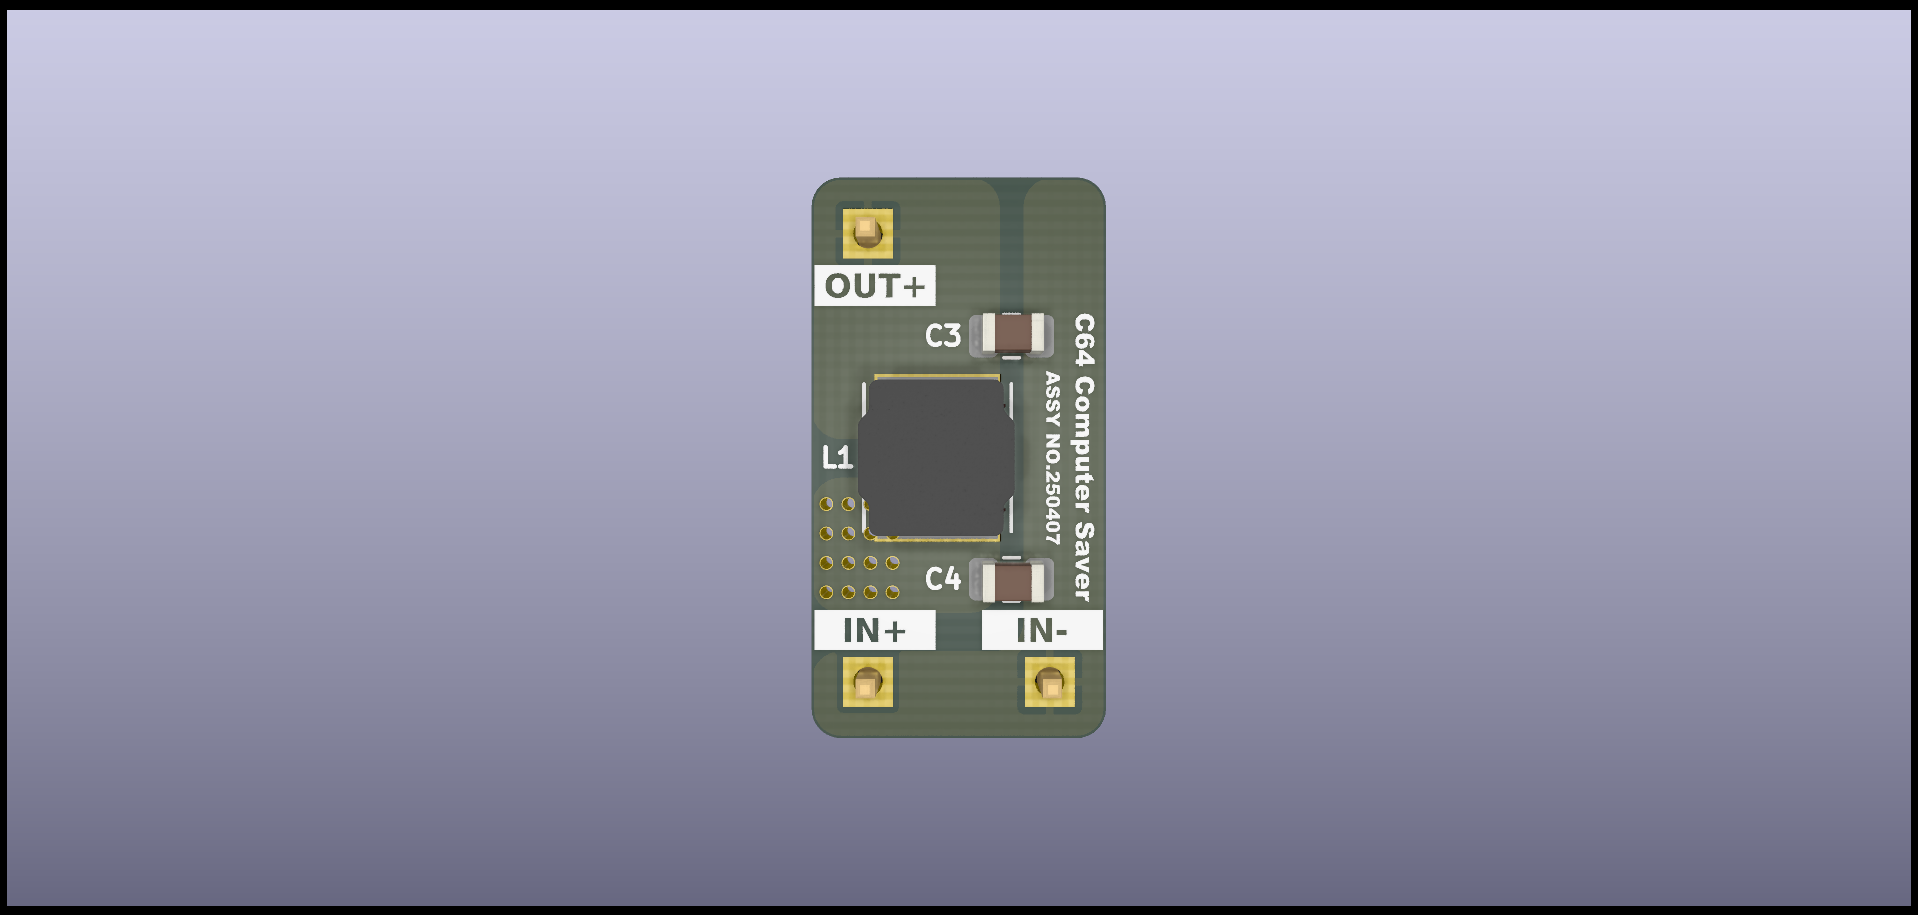 OUT+
C3
C64 Computer Saver
ASSY NO.250407
L1
C4
IN+
IN-